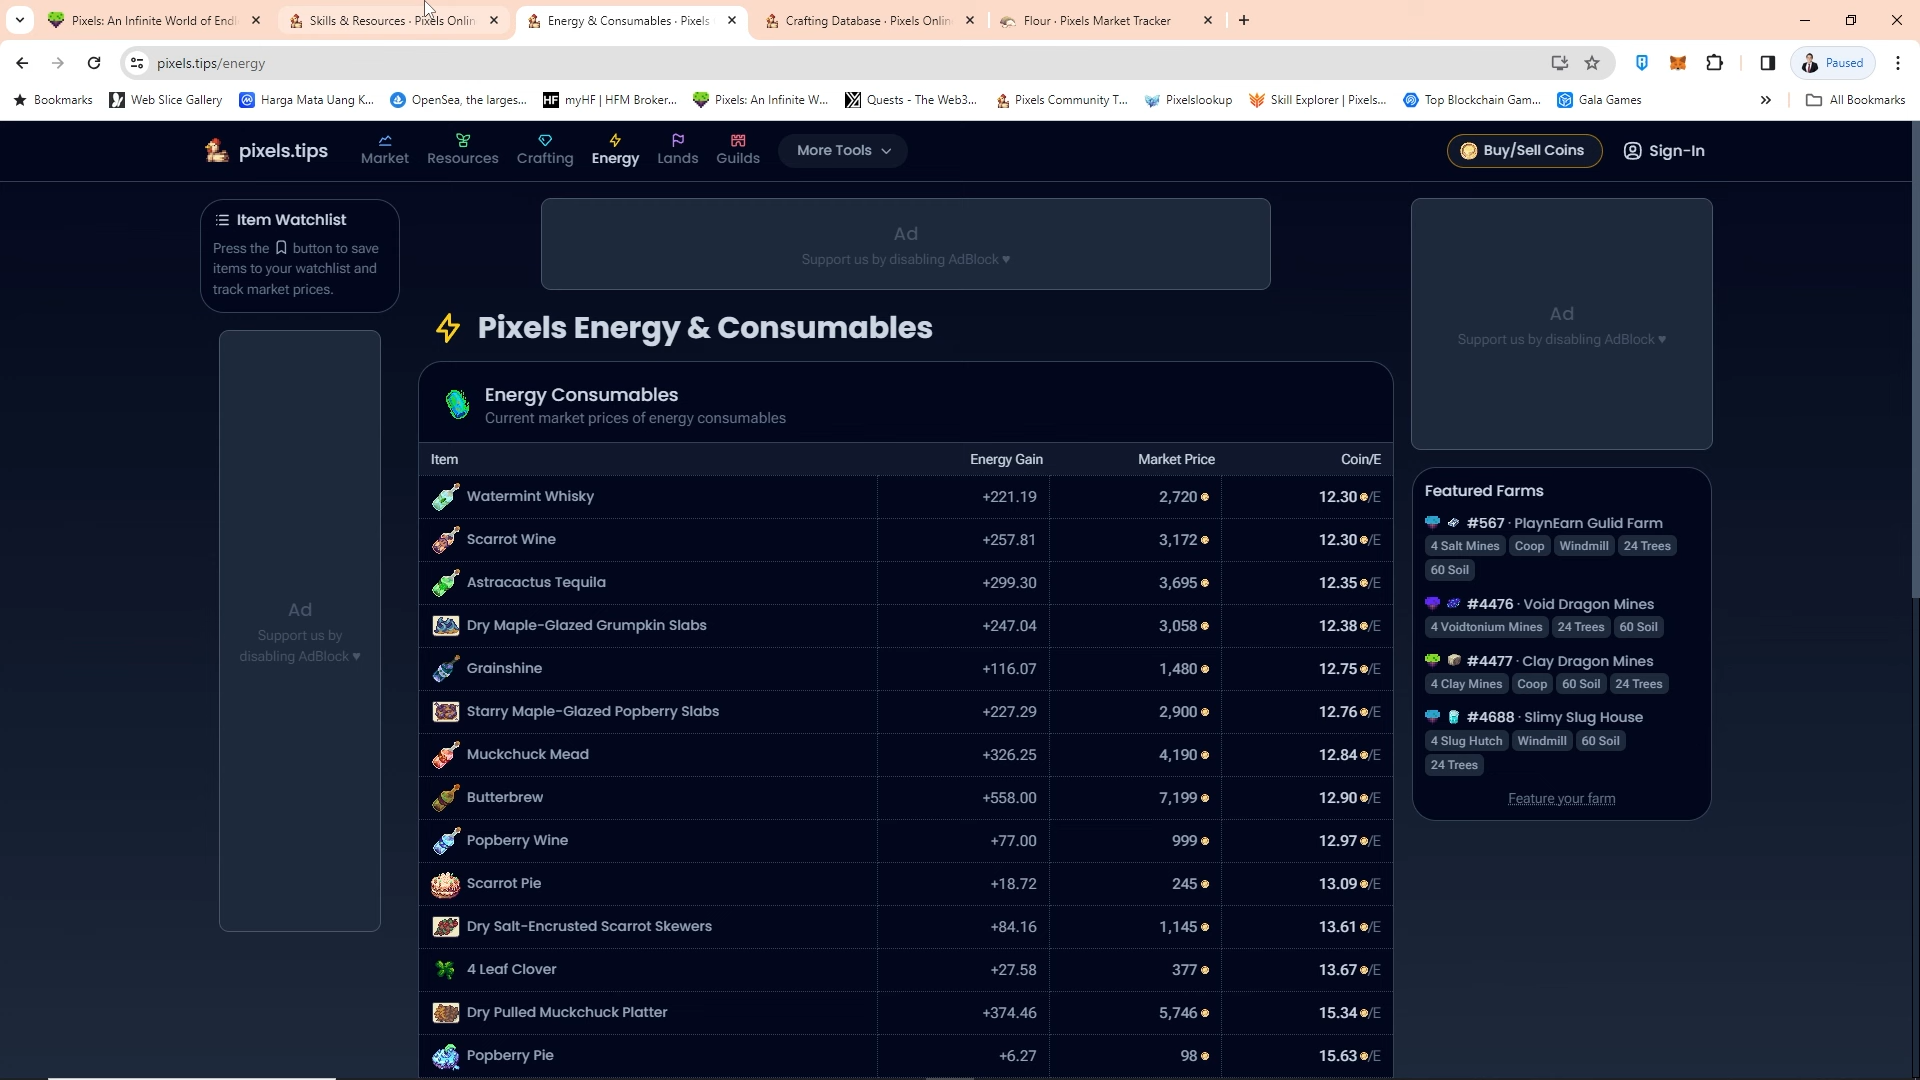 Pixels: An Infinite World of Endl
Skills & Resources · Pixels Onlin
Energy & Consumables · Pixels
Crafting Database · Pixels Onlin
Flour · Pixels Market Tracker
pixels.tips/energy
Paused
Bookmarks
Web Slice Gallery
Harga Mata Uang K...
OpenSea, the larges...
HF myHF | HFM Broker...
Pixels: An Infinite W...
Quests - The Web3...
Pixels Community T...
Pixelslookup
Skill Explorer | Pixels...
Top Blockchain Gam...
Gala Games
All Bookmarks
pixels.tips
Market
Resources
Crafting
Energy
Lands
Guilds
More Tools
Buy/Sell Coins
Sign-In
Item Watchlist
Press the button to save
items to your watchlist and
track market prices.
Ad
Support us by disabling AdBlock ♥
Ad
Support us by disabling AdBlock ♥
Ad
Support us by
disabling AdBlock ♥
Pixels Energy & Consumables
Energy Consumables
Current market prices of energy consumables
Item Energy Gain Market Price Coin/E
Watermint Whisky +221.19 2,720 12.30/E
Scarrot Wine +257.81 3,172 12.30/E
Astracactus Tequila +299.30 3,695 12.35/E
Dry Maple-Glazed Grumpkin Slabs +247.04 3,058 12.38/E
Grainshine +116.07 1,480 12.75/E
Starry Maple-Glazed Popberry Slabs +227.29 2,900 12.76/E
Muckchuck Mead +326.25 4,190 12.84/E
Butterbrew +558.00 7,199 12.90/E
Popberry Wine +77.00 999 12.97/E
Scarrot Pie +18.72 245 13.09/E
Dry Salt-Encrusted Scarrot Skewers +84.16 1,145 13.61/E
4 Leaf Clover +27.58 377 13.67/E
Dry Pulled Muckchuck Platter +374.46 5,746 15.34/E
Popberry Pie +6.27 98 15.63/E
Featured Farms
#567 · PlaynEarn Gulid Farm
4 Salt Mines Coop Windmill 24 Trees
60 Soil
#4476 · Void Dragon Mines
4 Voidtonium Mines 24 Trees 60 Soil
#4477 · Clay Dragon Mines
4 Clay Mines Coop 60 Soil 24 Trees
#4688 · Slimy Slug House
4 Slug Hutch Windmill 60 Soil
24 Trees
Feature your farm